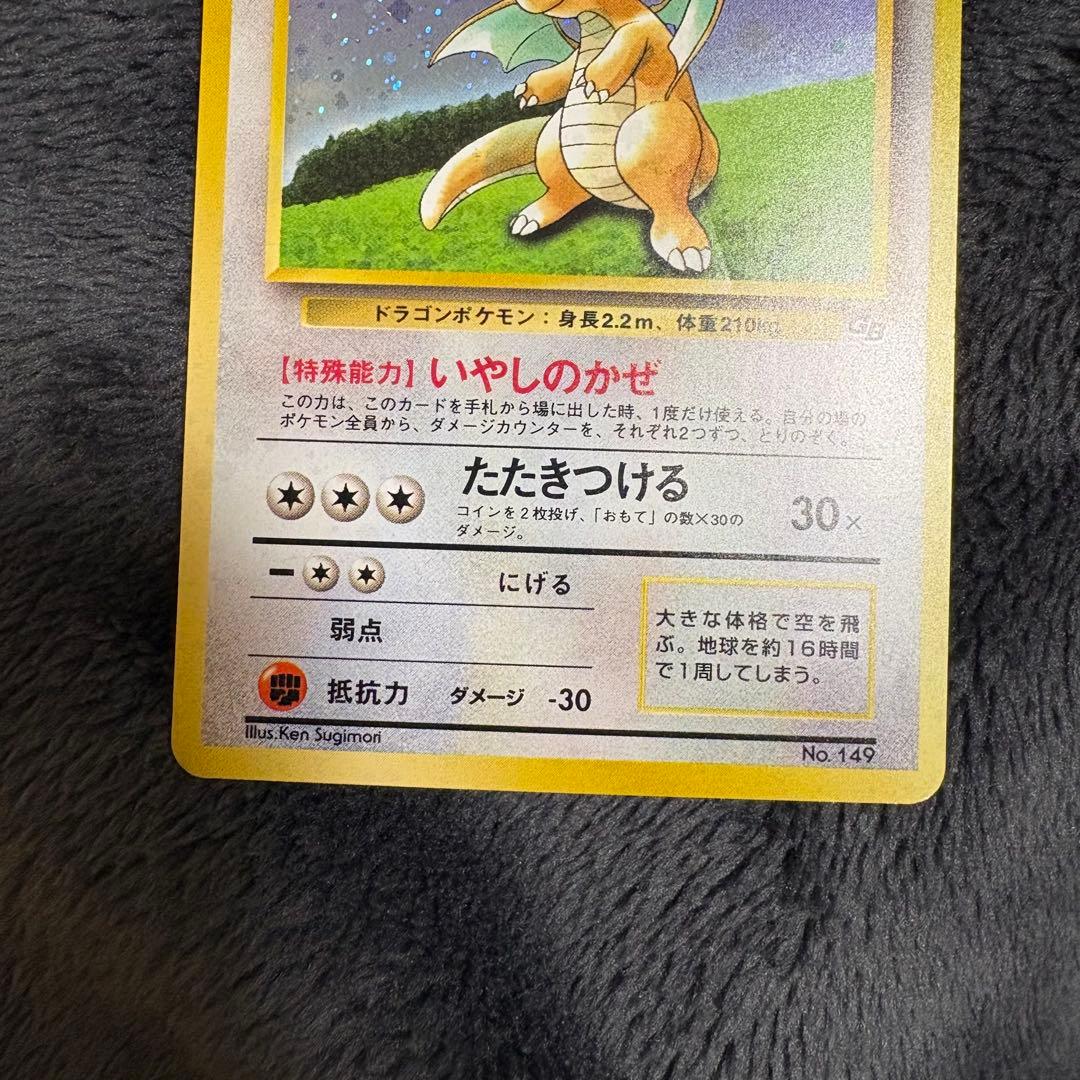 ドラゴンポケモン：身長2.2m、体重210kg
GB
【特殊能力】いやしのかぜ
この力は、このカードを手札から場に出した時、1度だけ使える。自分の場の
ポケモン全員から、ダメージカウンターを、それぞれ2つずつ、とりのぞく。
たたきつける
コインを2枚投げ、「おもて」の数×30の
ダメージ。
30×
− にげる
弱点
抵抗力 ダメージ -30
大きな体格で空を飛
ぶ。地球を約16時間
で1周してしまう。
Illus.Ken Sugimori
No. 149